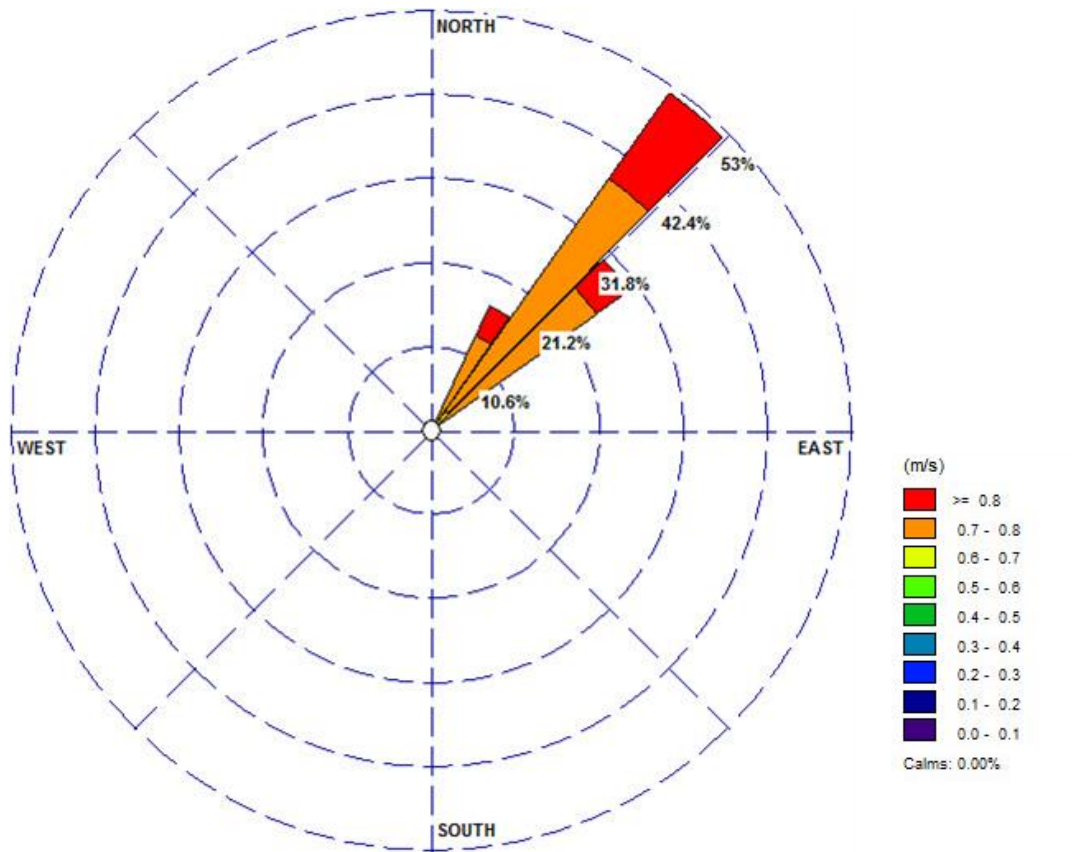 NORTH
53%
42.4%
31.8%
21.2%
10.6%
WEST
EAST
SOUTH
(m/s)
>= 0.8
0.7 - 0.8
0.6 - 0.7
0.5 - 0.6
0.4 - 0.5
0.3 - 0.4
0.2 - 0.3
0.1 - 0.2
0.0 - 0.1
Calms: 0.00%